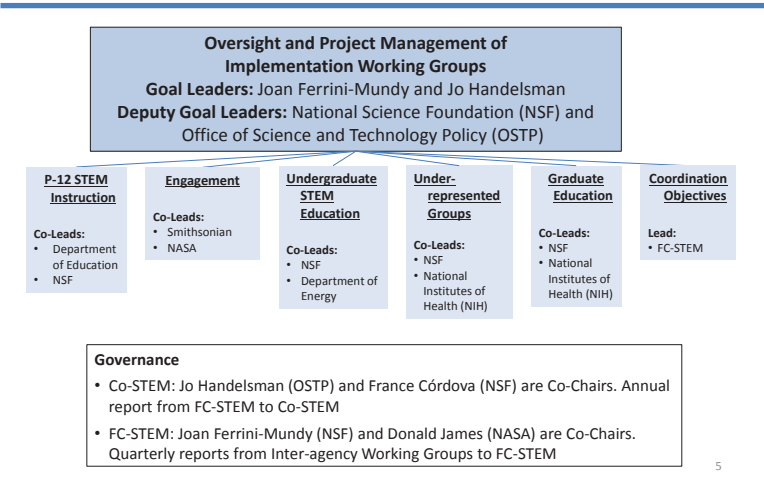 Oversight and Project Management of
Implementation Working Groups
Goal Leaders: Joan Ferrini-Mundy and Jo Handelsman
Deputy Goal Leaders: National Science Foundation (NSF) and
Office of Science and Technology Policy (OSTP)
P-12 STEM
Instruction
Co-Leads:
• Department
of Education
• NSF
Engagement
Co-Leads:
• Smithsonian
• NASA
Undergraduate
STEM
Education
Co-Leads:
• NSF
• Department of
Energy
Under-
represented
Groups
Co-Leads:
• NSF
• National
Institutes of
Health (NIH)
Graduate
Education
Co-Leads:
• NSF
• National
Institutes of
Health (NIH)
Coordination
Objectives
Lead:
• FC-STEM
Governance
• Co-STEM: Jo Handelsman (OSTP) and France Córdova (NSF) are Co-Chairs. Annual
report from FC-STEM to Co-STEM
• FC-STEM: Joan Ferrini-Mundy (NSF) and Donald James (NASA) are Co-Chairs.
Quarterly reports from Inter-agency Working Groups to FC-STEM
5